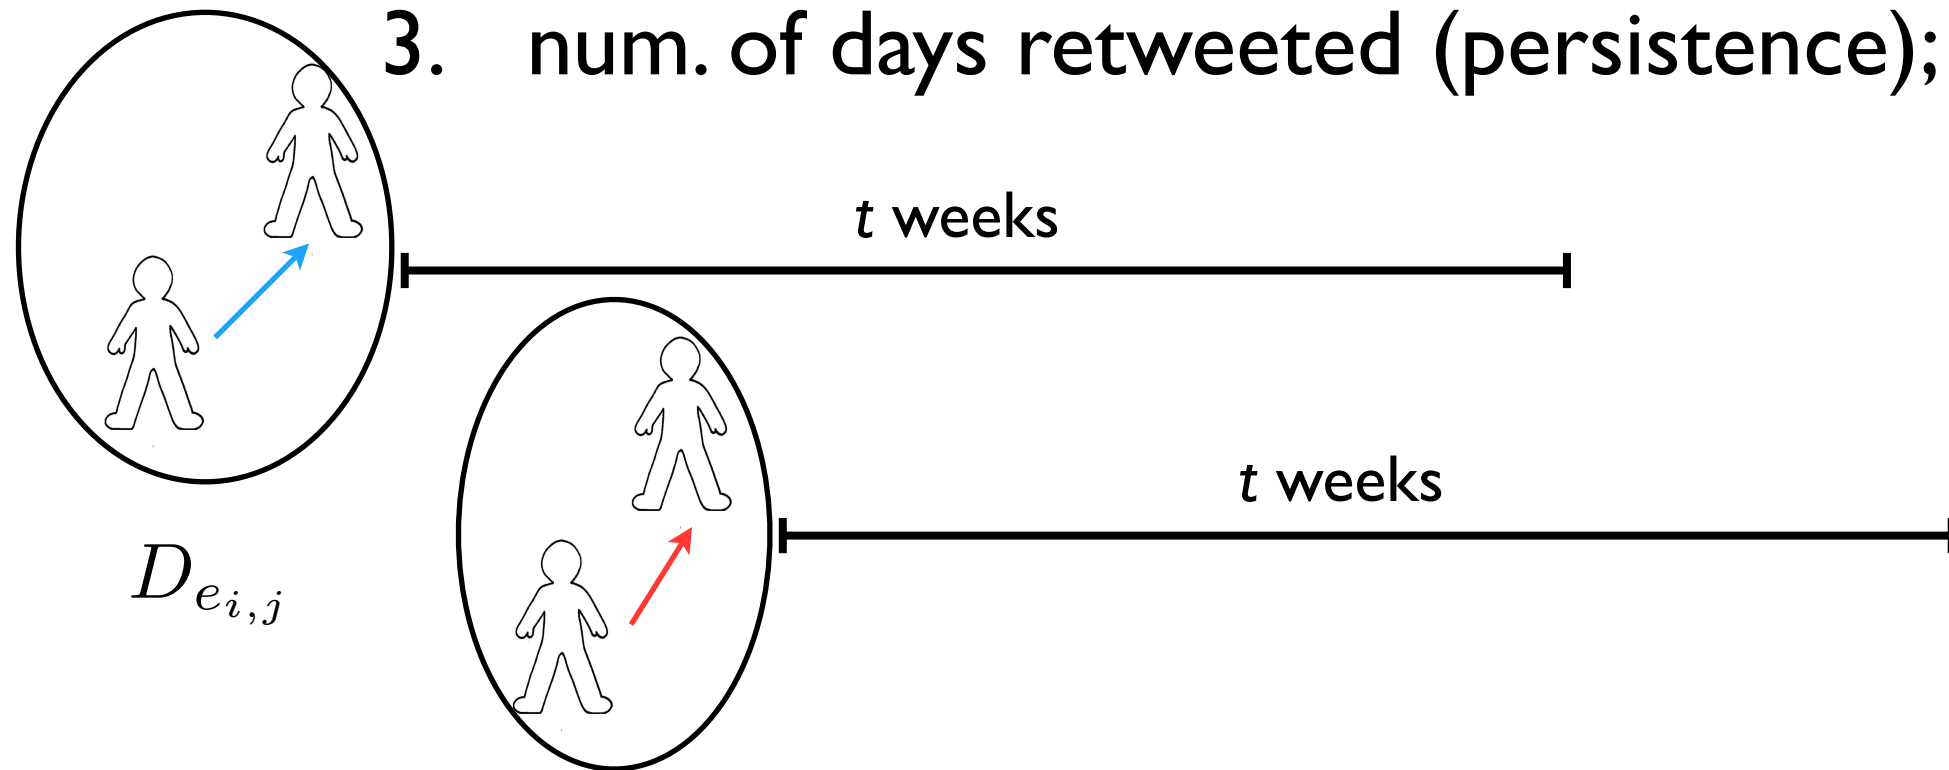 3. num. of days retweeted (persistence);
t weeks
t weeks
D_{e_{i,j}}